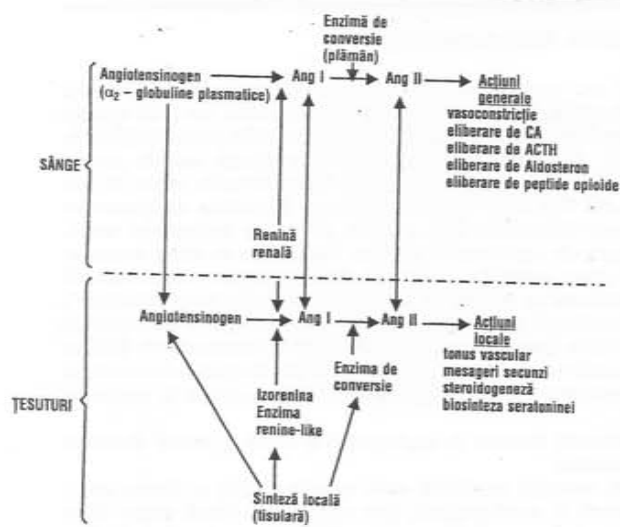 Enzimă de
conversie
(plămân)
Angiotensinogen
(α₂ – globuline plasmatice)
Ang I
Ang II
Acțiuni
generale
vasoconstricție
eliberare de CA
eliberare de ACTH
eliberare de Aldosteron
eliberare de peptide opioide
SÂNGE
Renină
renală
Angiotensinogen
Ang I
Ang II
Acțiuni
locale
tonus vascular
mesageri secunzi
steroidogeneză
biosinteza seratoninei
Enzima de
conversie
Izorenina
Enzima
renine-like
ȚESUTURI
Sinteză locală
(tisulară)